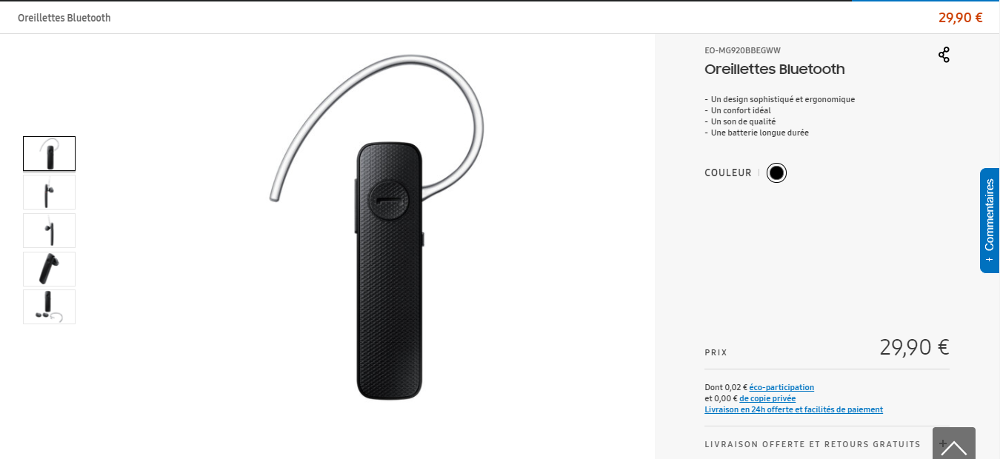 Oreillettes Bluetooth
29,90 €
EO-MG920BBEGWW
Oreillettes Bluetooth
- Un design sophistiqué et ergonomique
- Un confort idéal
- Un son de qualité
- Une batterie longue durée
COULEUR
+ Commentaires
PRIX
29,90 €
Dont 0,02 € éco-participation
et 0,00 € de copie privée
Livraison en 24h offerte et facilités de paiement
LIVRAISON OFFERTE ET RETOURS GRATUITS +